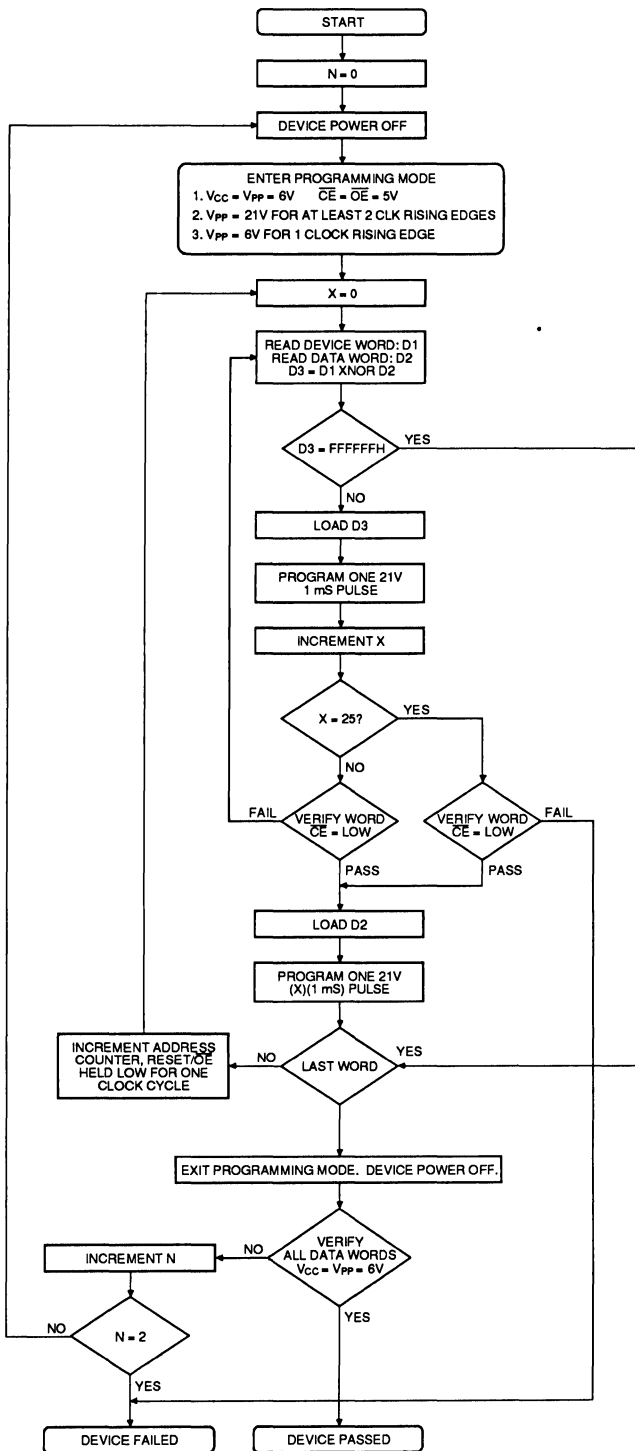 START
N = 0
DEVICE POWER OFF
ENTER PROGRAMMING MODE
1. VCC = VPP = 6V C̅E̅ = O̅E̅ = 5V
2. VPP = 21V FOR AT LEAST 2 CLK RISING EDGES
3. VPP = 6V FOR 1 CLOCK RISING EDGE
X = 0
READ DEVICE WORD: D1
READ DATA WORD: D2
D3 = D1 XNOR D2
D3 = FFFFFFH
YES
NO
LOAD D3
PROGRAM ONE 21V
1 mS PULSE
INCREMENT X
X = 25?
YES
NO
FAIL
VERIFY WORD
C̅E̅ = LOW
VERIFY WORD
C̅E̅ = LOW
FAIL
PASS
PASS
LOAD D2
PROGRAM ONE 21V
(X)(1 mS) PULSE
INCREMENT ADDRESS
COUNTER, RESET/O̅E̅
HELD LOW FOR ONE
CLOCK CYCLE
NO
LAST WORD
YES
EXIT PROGRAMMING MODE. DEVICE POWER OFF.
INCREMENT N
NO
VERIFY
ALL DATA WORDS
VCC = VPP = 6V
YES
NO
N = 2
YES
DEVICE FAILED
DEVICE PASSED